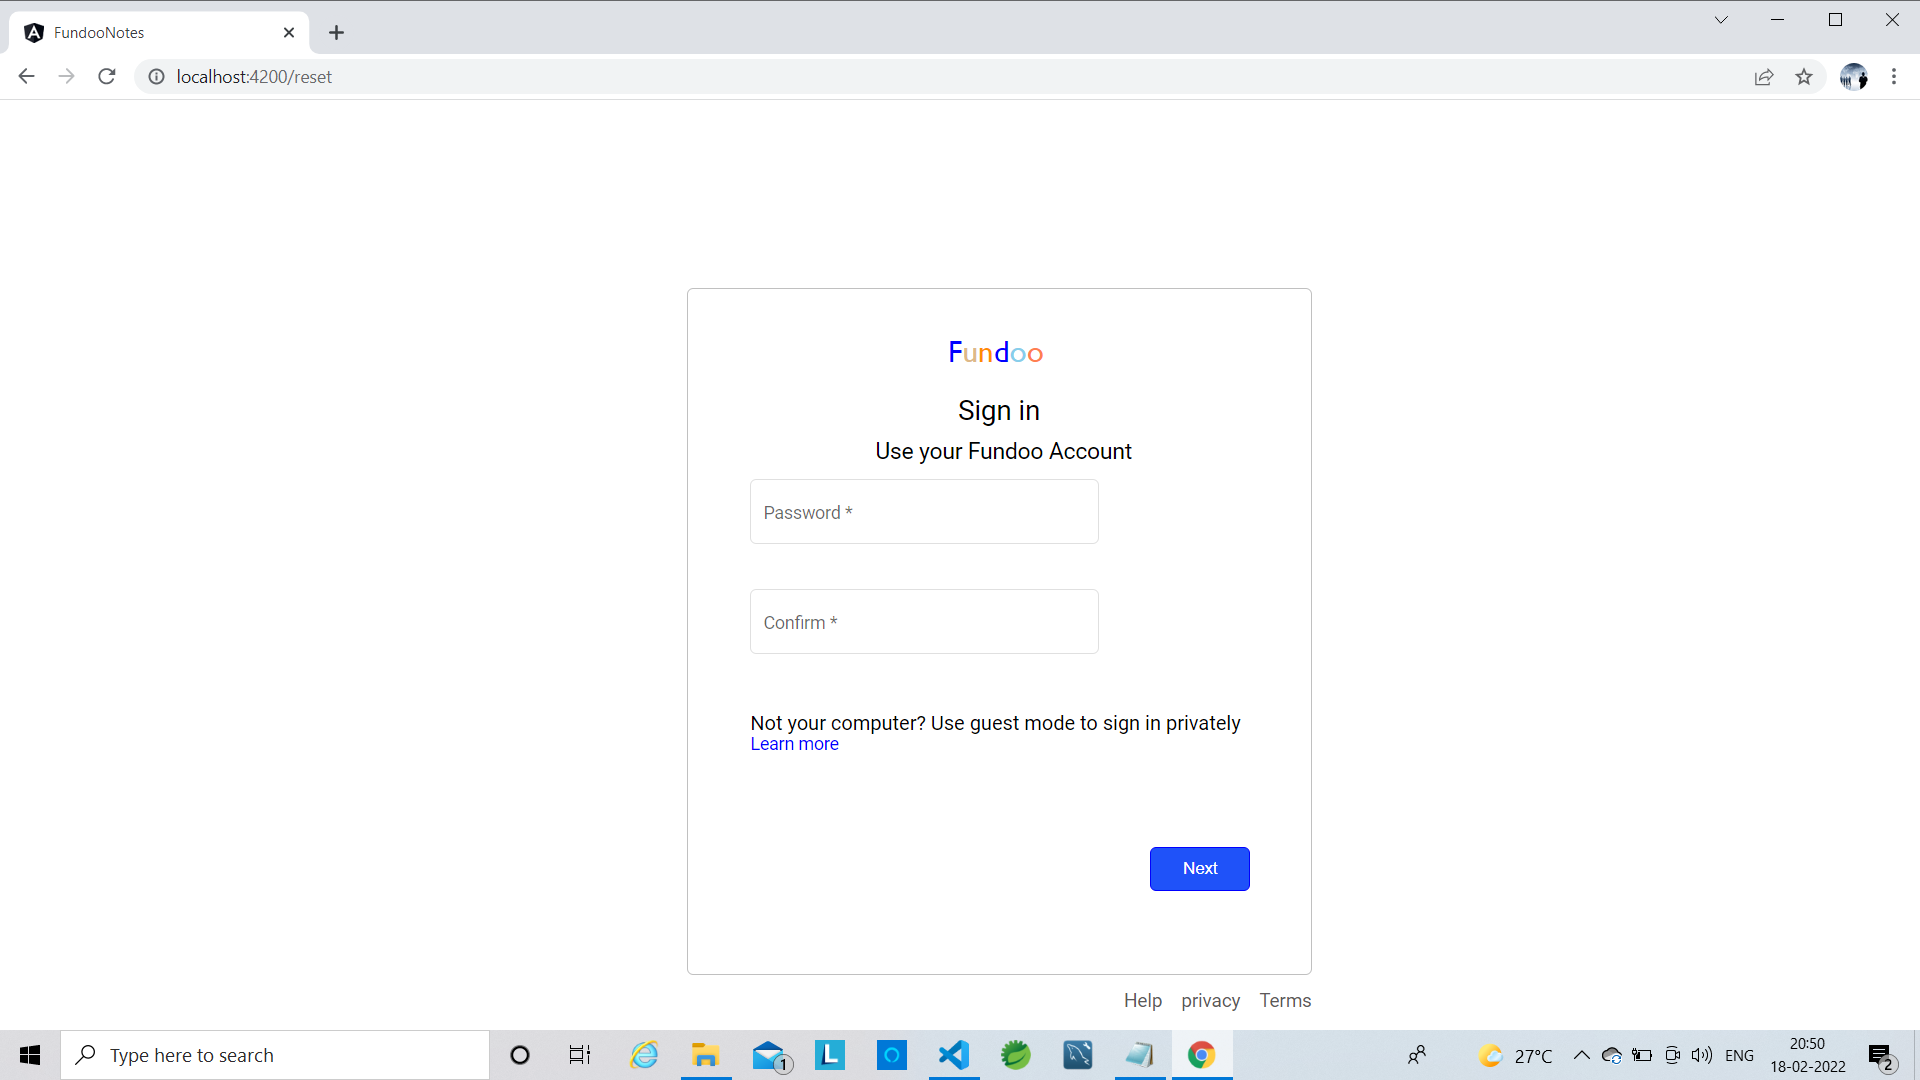 FundooNotes
localhost:4200/reset
Fundoo
Sign in
Use your Fundoo Account
Password *
Confirm *
Not your computer? Use guest mode to sign in privately
Learn more
Next
Help privacy Terms
Type here to search
1
L
27°C
ENG
20:50
18-02-2022
2